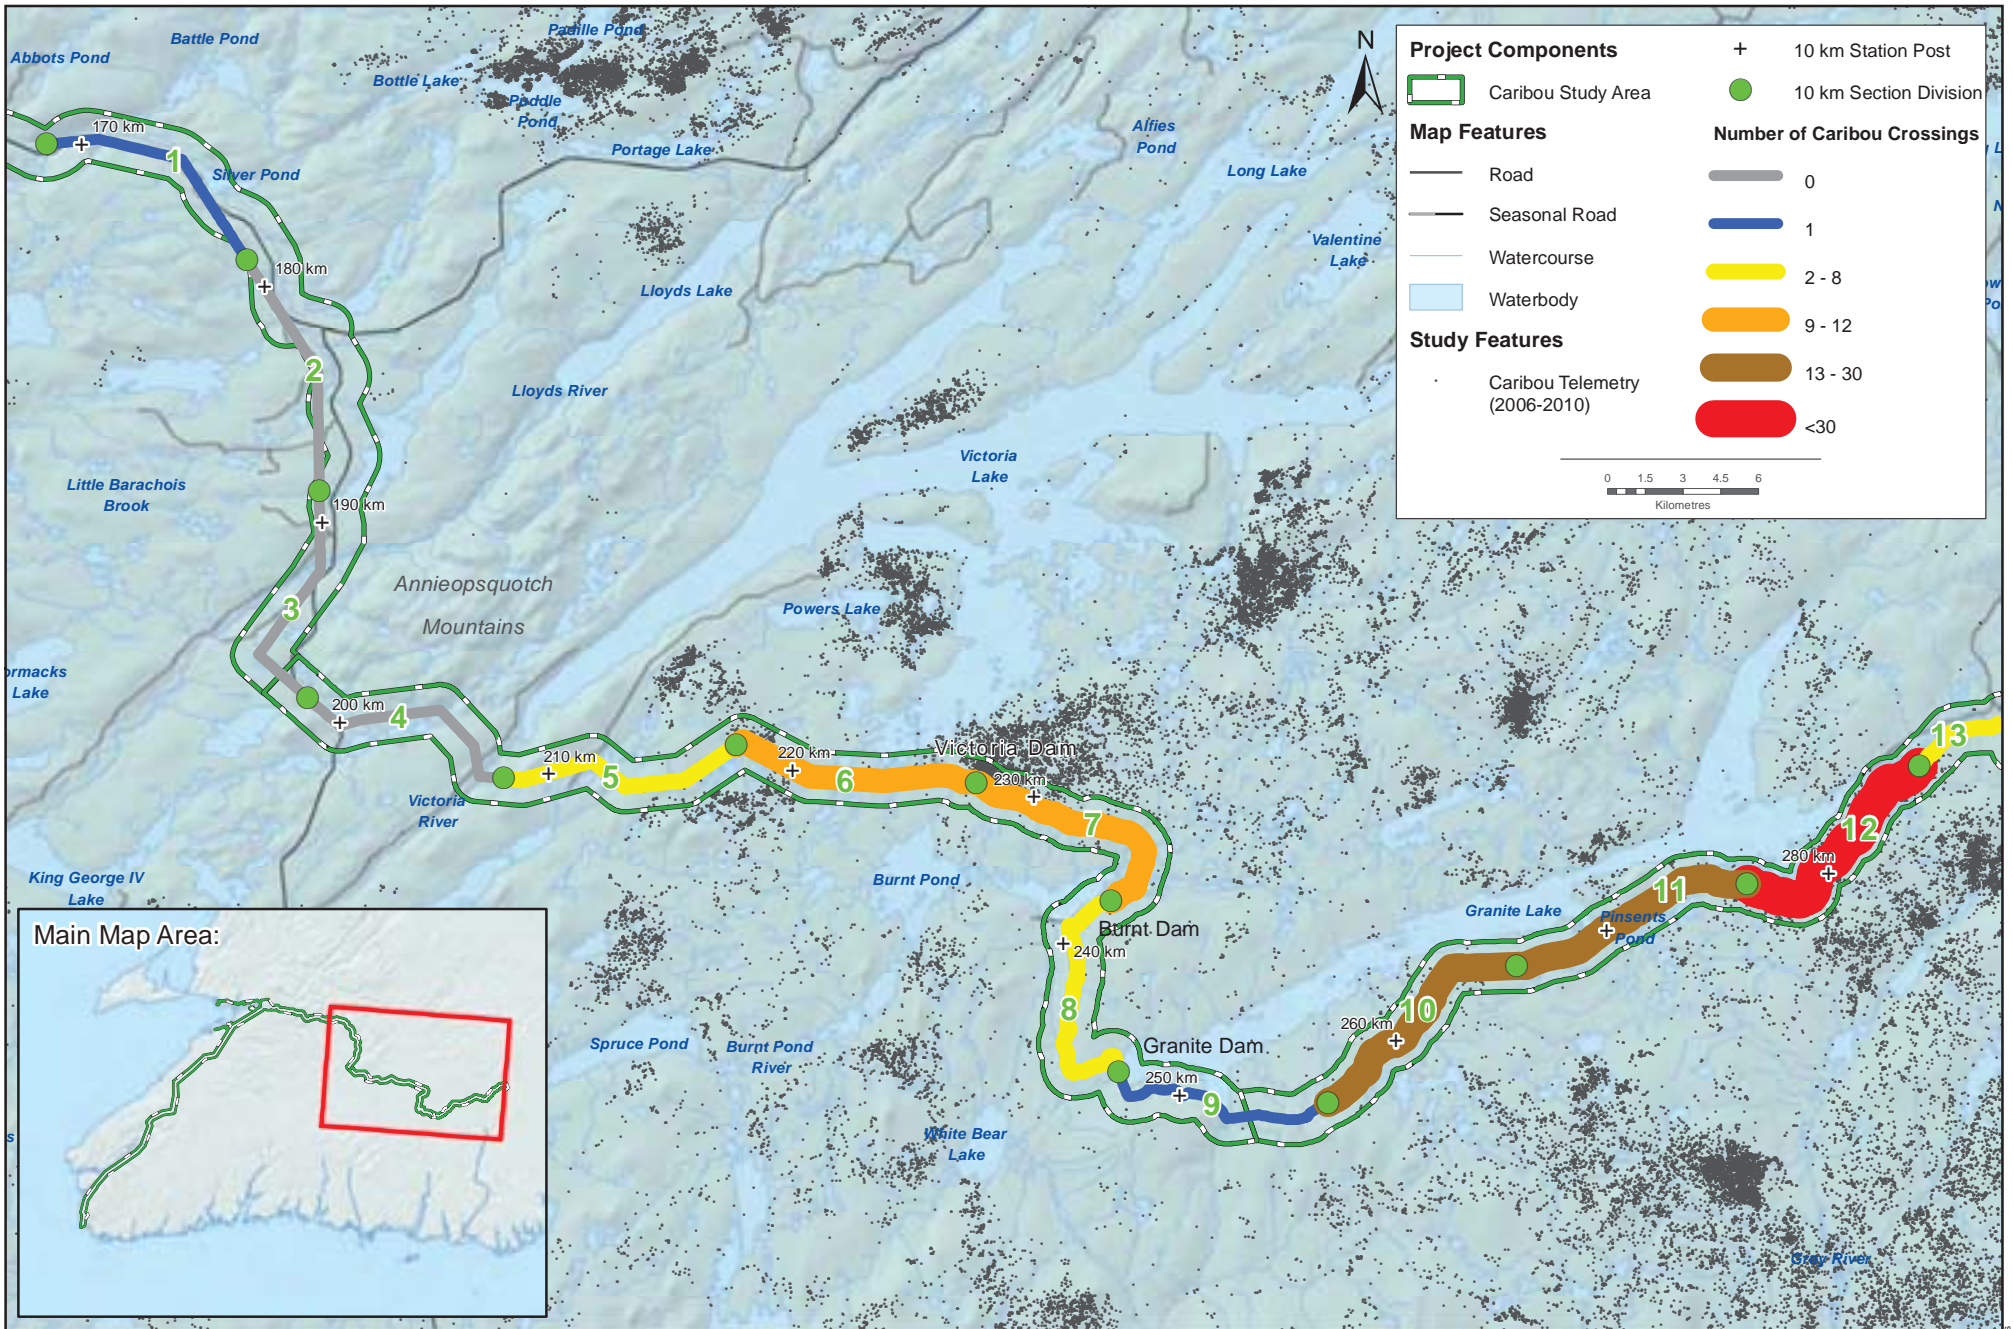 Abbots Pond
Battle Pond
Bottle Lake
Padille Pond
Puddle
Pond
Portage Lake
Alfies
Pond
Long Lake
Valentine
Lake
N
170 km
1
Silver Pond
180 km
2
Lloyds Lake
Lloyds River
Little Barachois
Brook
190 km
Victoria
Lake
Annieopsquotch
Mountains
3
Powers Lake
ormacks
Lake
200 km
4
210 km
5
220 km
6
Victoria Dam
230 km
7
Victoria
River
King George IV
Lake
Burnt Pond
Burnt Dam
240 km
8
Spruce Pond
Burnt Pond
River
Granite Dam
250 km
9
White Bear
Lake
260 km
10
Granite Lake
Pinsents
Pond
11
280 km
12
13
Gray River
Project Components
Caribou Study Area
Map Features
Road
Seasonal Road
Watercourse
Waterbody
Study Features
Caribou Telemetry
(2006-2010)
10 km Station Post
10 km Section Division
Number of Caribou Crossings
0
1
2 - 8
9 - 12
13 - 30
<30
0 1.5 3 4.5 6
Kilometres
Main Map Area: